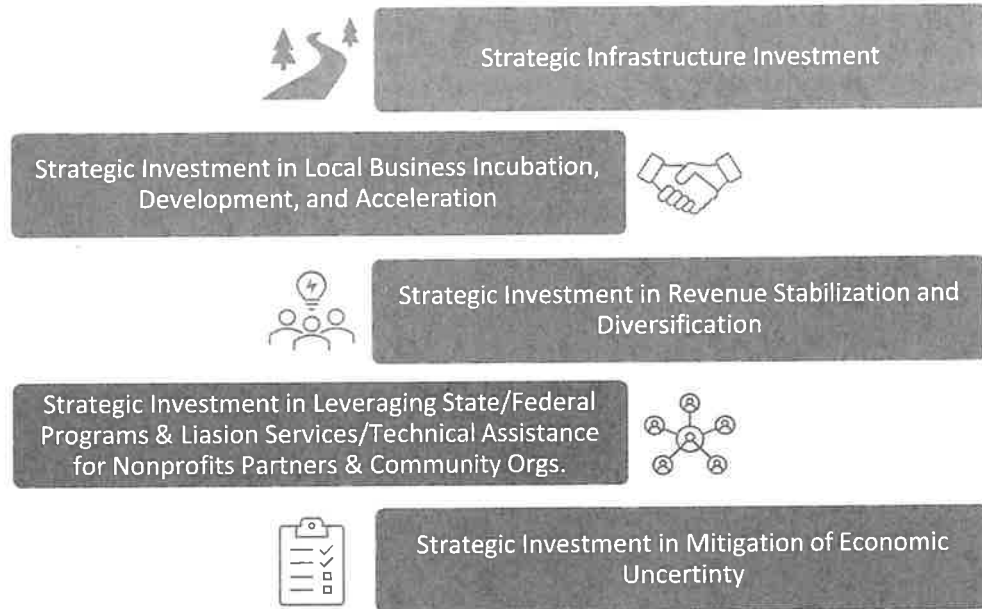 Strategic Infrastructure Investment
Strategic Investment in Local Business Incubation,
Development, and Acceleration
Strategic Investment in Revenue Stabilization and
Diversification
Strategic Investment in Leveraging State/Federal
Programs & Liasion Services/Technical Assistance
for Nonprofits Partners & Community Orgs.
Strategic Investment in Mitigation of Economic
Uncertinty